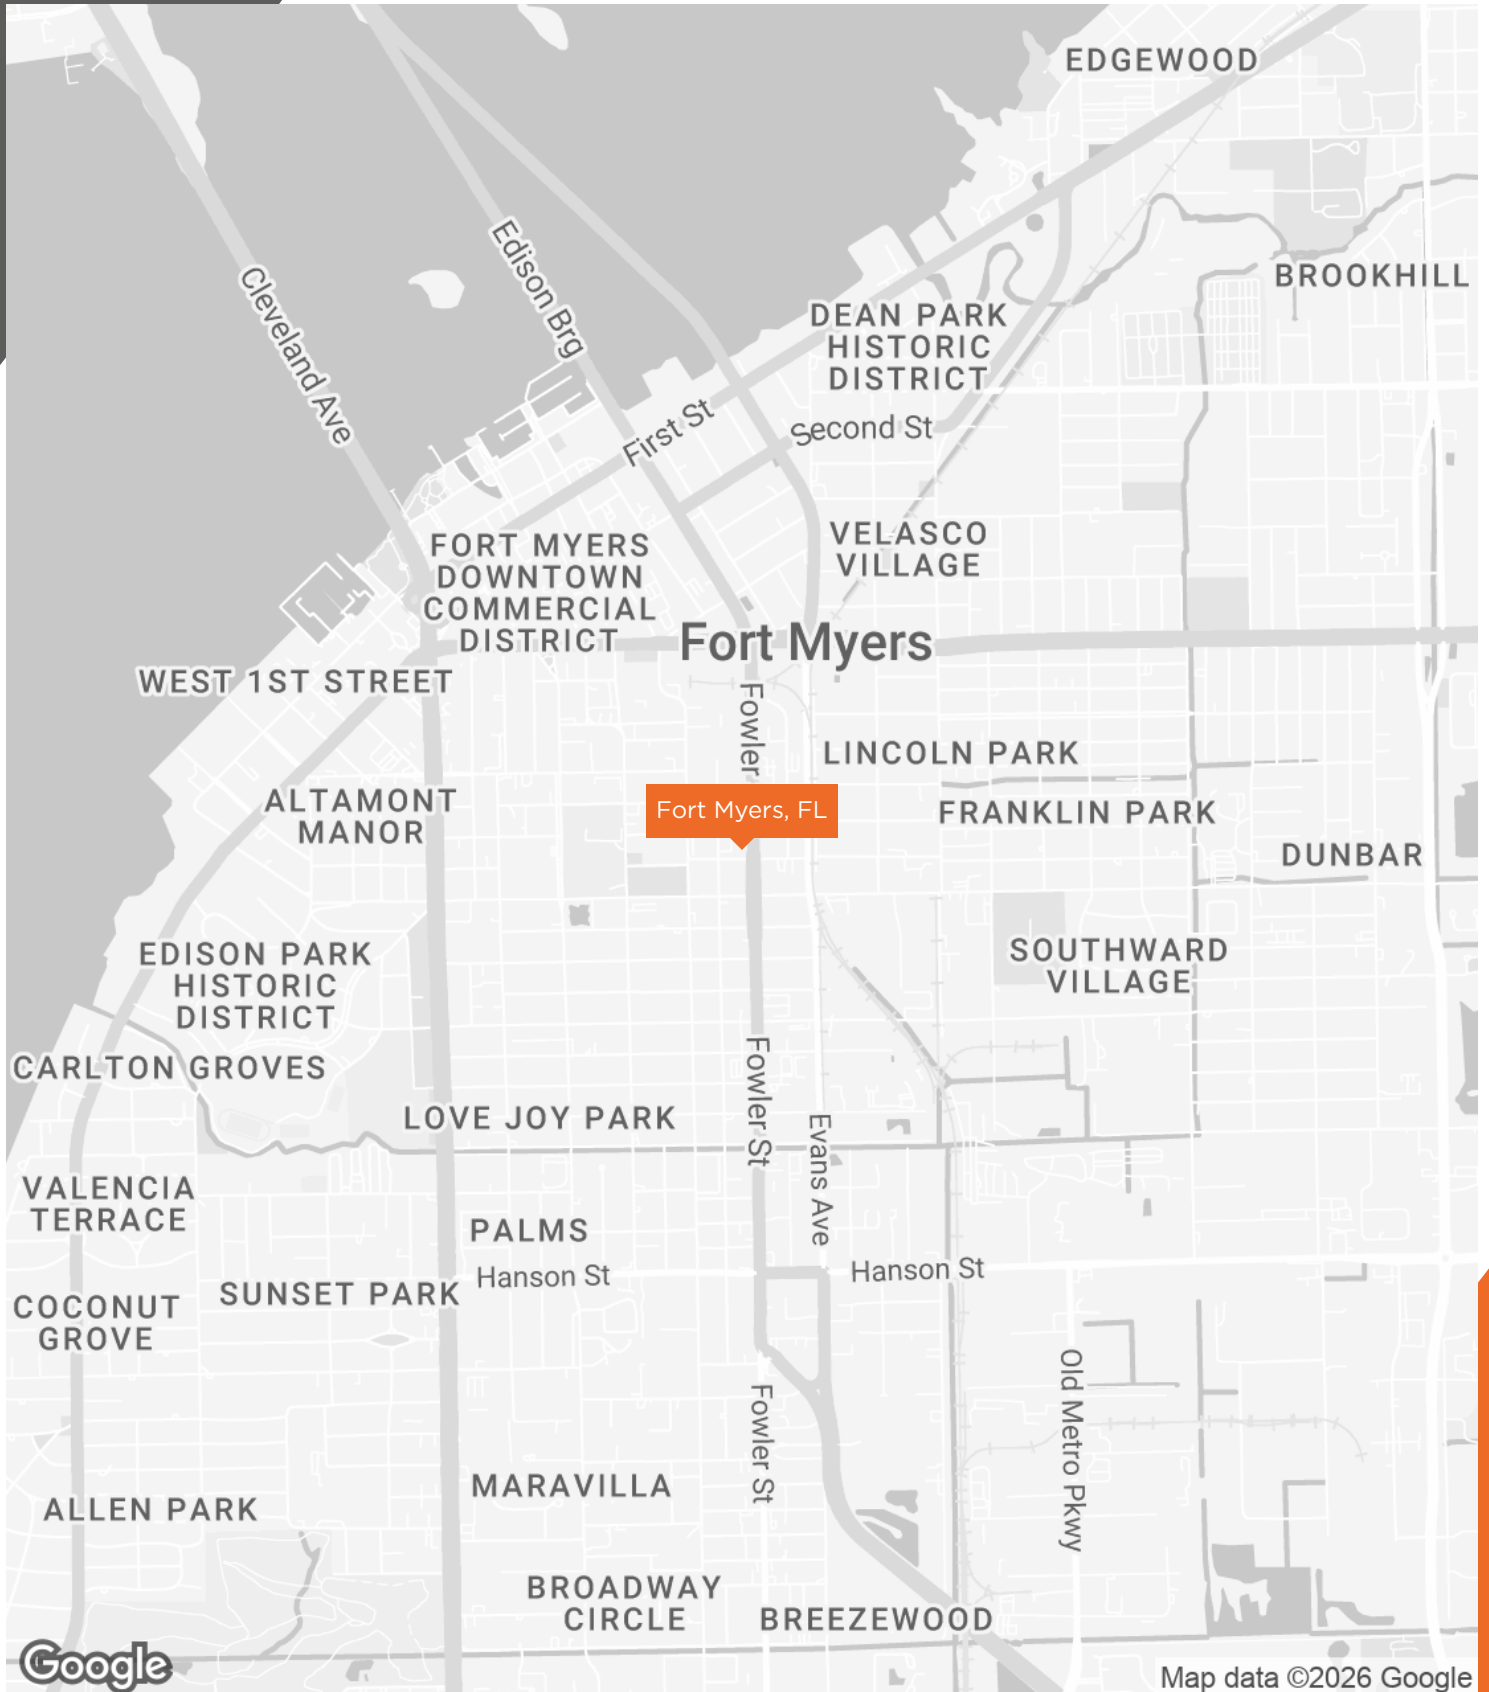 EDGEWOOD
BROOKHILL
Edison Brg
Cleveland Ave
DEAN PARK
HISTORIC
DISTRICT
First St
Second St
VELASCO
VILLAGE
FORT MYERS
DOWNTOWN
COMMERCIAL
DISTRICT
Fort Myers
WEST 1ST STREET
Fowler
LINCOLN PARK
ALTAMONT
MANOR
Fort Myers, FL
FRANKLIN PARK
DUNBAR
EDISON PARK
HISTORIC
DISTRICT
SOUTHWARD
VILLAGE
CARLTON GROVES
Fowler St
LOVE JOY PARK
Evans Ave
VALENCIA
TERRACE
PALMS
Hanson St
Hanson St
SUNSET PARK
COCONUT
GROVE
Old Metro Pkwy
Fowler St
MARAVILLA
ALLEN PARK
BROADWAY
CIRCLE
BREEZEWOOD
Google
Map data ©2026 Google